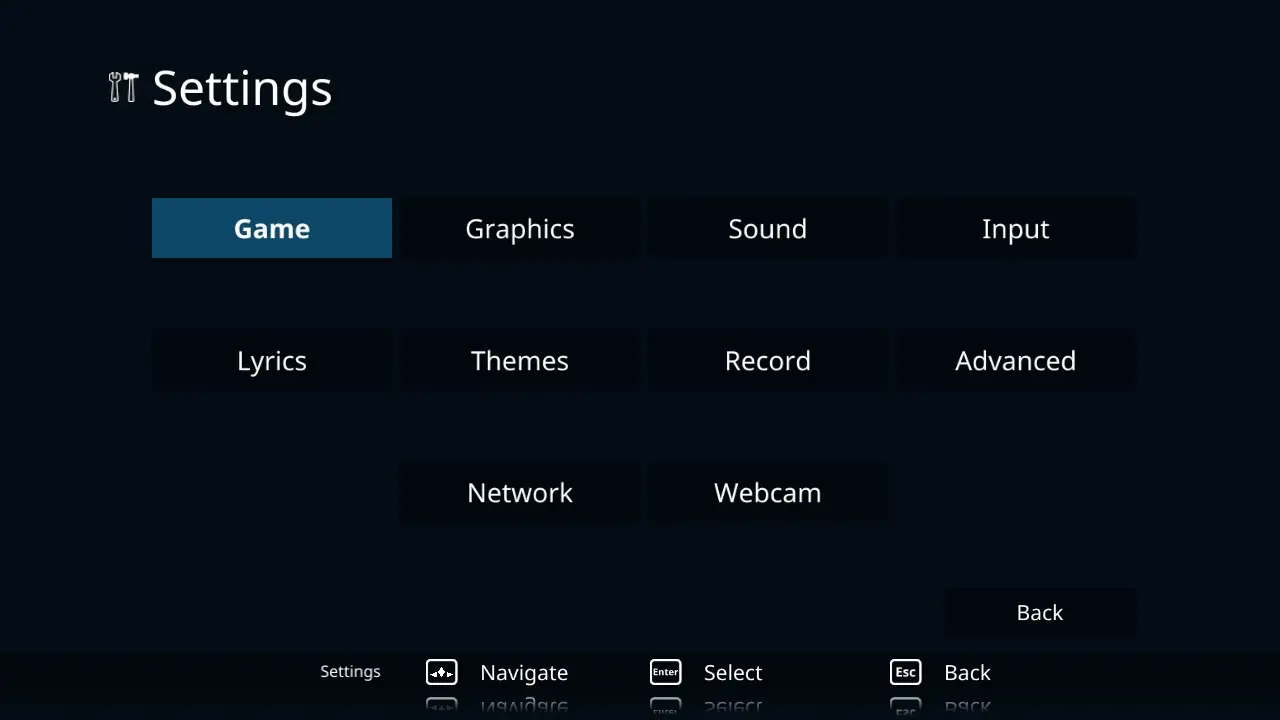 Settings
Game Graphics Sound Input
Lyrics Themes Record Advanced
Network Webcam
Back
Settings Navigate Enter Select Esc Back